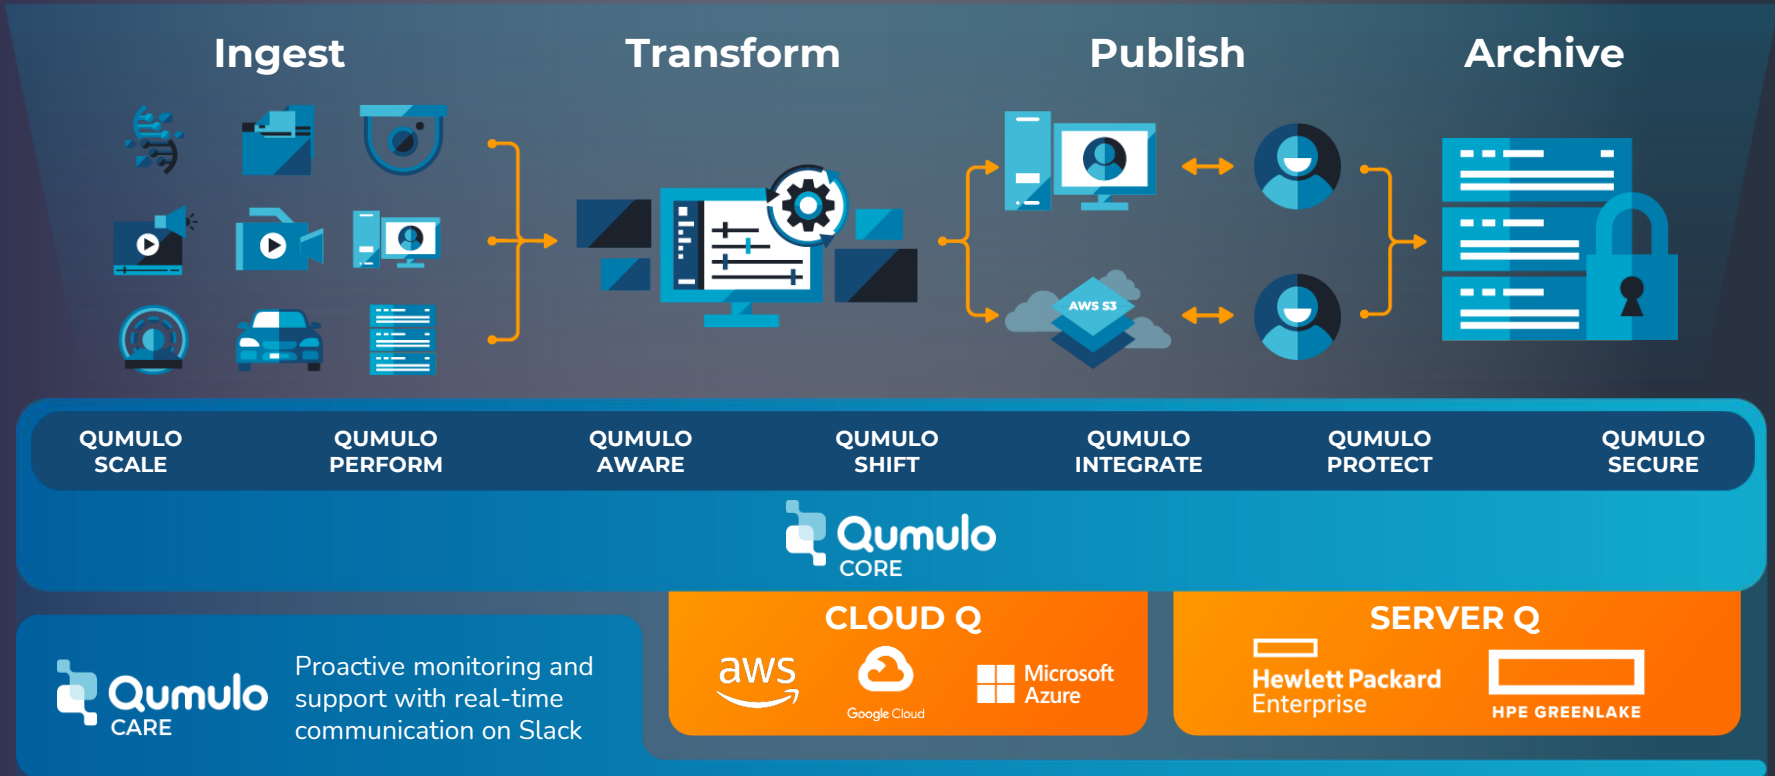 Ingest
Transform
Publish
Archive
AWS S3
QUMULO
SCALE
QUMULO
PERFORM
QUMULO
AWARE
QUMULO
SHIFT
QUMULO
INTEGRATE
QUMULO
PROTECT
QUMULO
SECURE
Qumulo
CORE
Qumulo
CARE
Proactive monitoring and
support with real-time
communication on Slack
CLOUD Q
aws
Google Cloud
Microsoft
Azure
SERVER Q
Hewlett Packard
Enterprise
HPE GREENLAKE